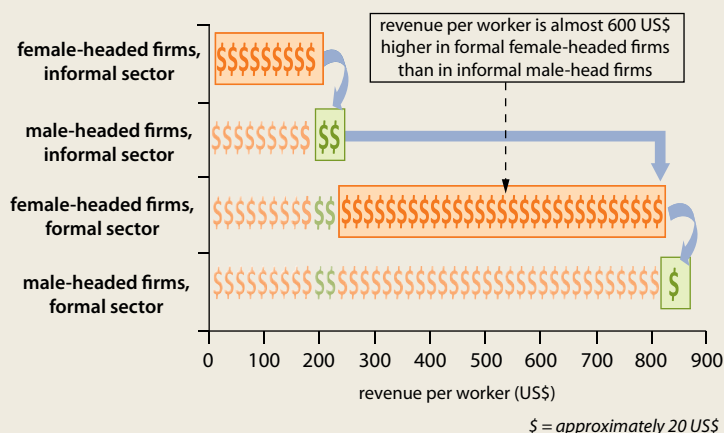 revenue per worker is almost 600 US$
higher in formal female-headed firms
than in informal male-head firms
female-headed firms,
informal sector
$$$$$$$$$
male-headed firms,
informal sector
$$$$$$$$$ $$
female-headed firms,
formal sector
$$$$$$$$$$$$$$$$$$$$$$$$$$$$$$$$$$$$$$
male-headed firms,
formal sector
$$$$$$$$$$$$$$$$$$$$$$$$$$$$$$$$$$$$$$ $
0 100 200 300 400 500 600 700 800 900
revenue per worker (US$)
$ = approximately 20 US$